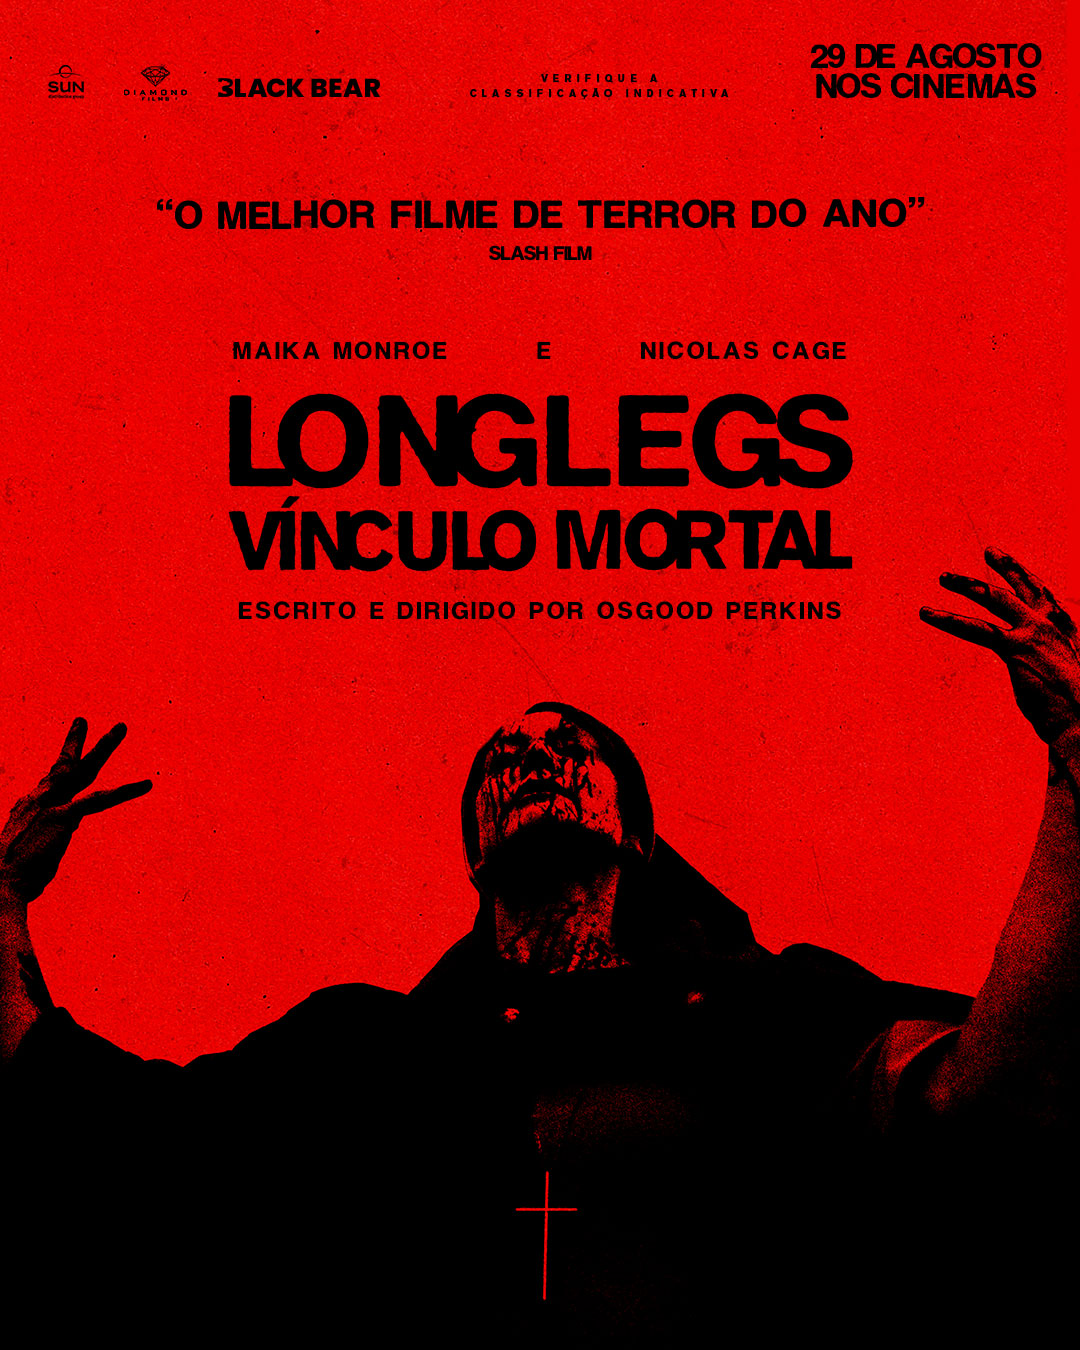 SUN
DIAMOND
FILMS
BLACK BEAR
VERIFIQUE A
CLASSIFICAÇÃO INDICATIVA
29 DE AGOSTO
NOS CINEMAS
“O MELHOR FILME DE TERROR DO ANO”
SLASH FILM
MAIKA MONROE E NICOLAS CAGE
LONGLEGS
VÍNCULO MORTAL
ESCRITO E DIRIGIDO POR OSGOOD PERKINS